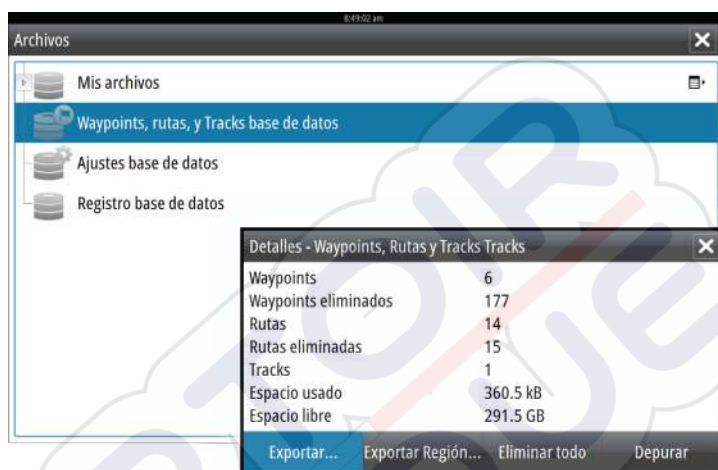 8:49:02 am
Archivos
Mis archivos
Waypoints, rutas, y Tracks base de datos
Ajustes base de datos
Registro base de datos
Detalles - Waypoints, Rutas y Tracks Tracks
Waypoints 6
Waypoints eliminados 177
Rutas 14
Rutas eliminadas 15
Tracks 1
Espacio usado 360.5 kB
Espacio libre 291.5 GB
Exportar... Exportar Región... Eliminar todo Depurar